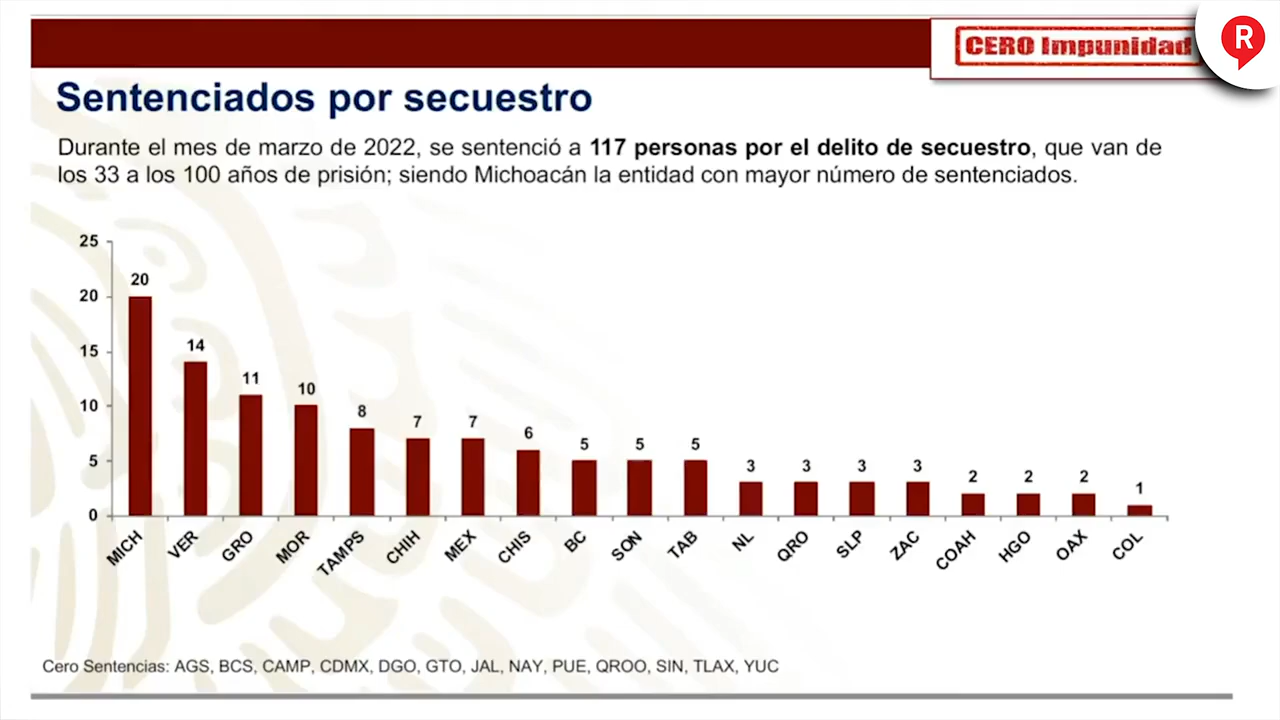 CERO Impunidad
R
Sentenciados por secuestro
Durante el mes de marzo de 2022, se sentenció a 117 personas por el delito de secuestro, que van de
los 33 a los 100 años de prisión; siendo Michoacán la entidad con mayor número de sentenciados.
25
20
15
10
5
0
20
14
11
10
8
7
7
6
5
5
5
3
3
3
3
2
2
2
1
MICH
VER
GRO
MOR
TAMPS
CHIH
MEX
CHIS
BC
SON
TAB
NL
QRO
SLP
ZAC
COAH
HGO
OAX
COL
Cero Sentencias: AGS, BCS, CAMP, CDMX, DGO, GTO, JAL, NAY, PUE, QROO, SIN, TLAX, YUC